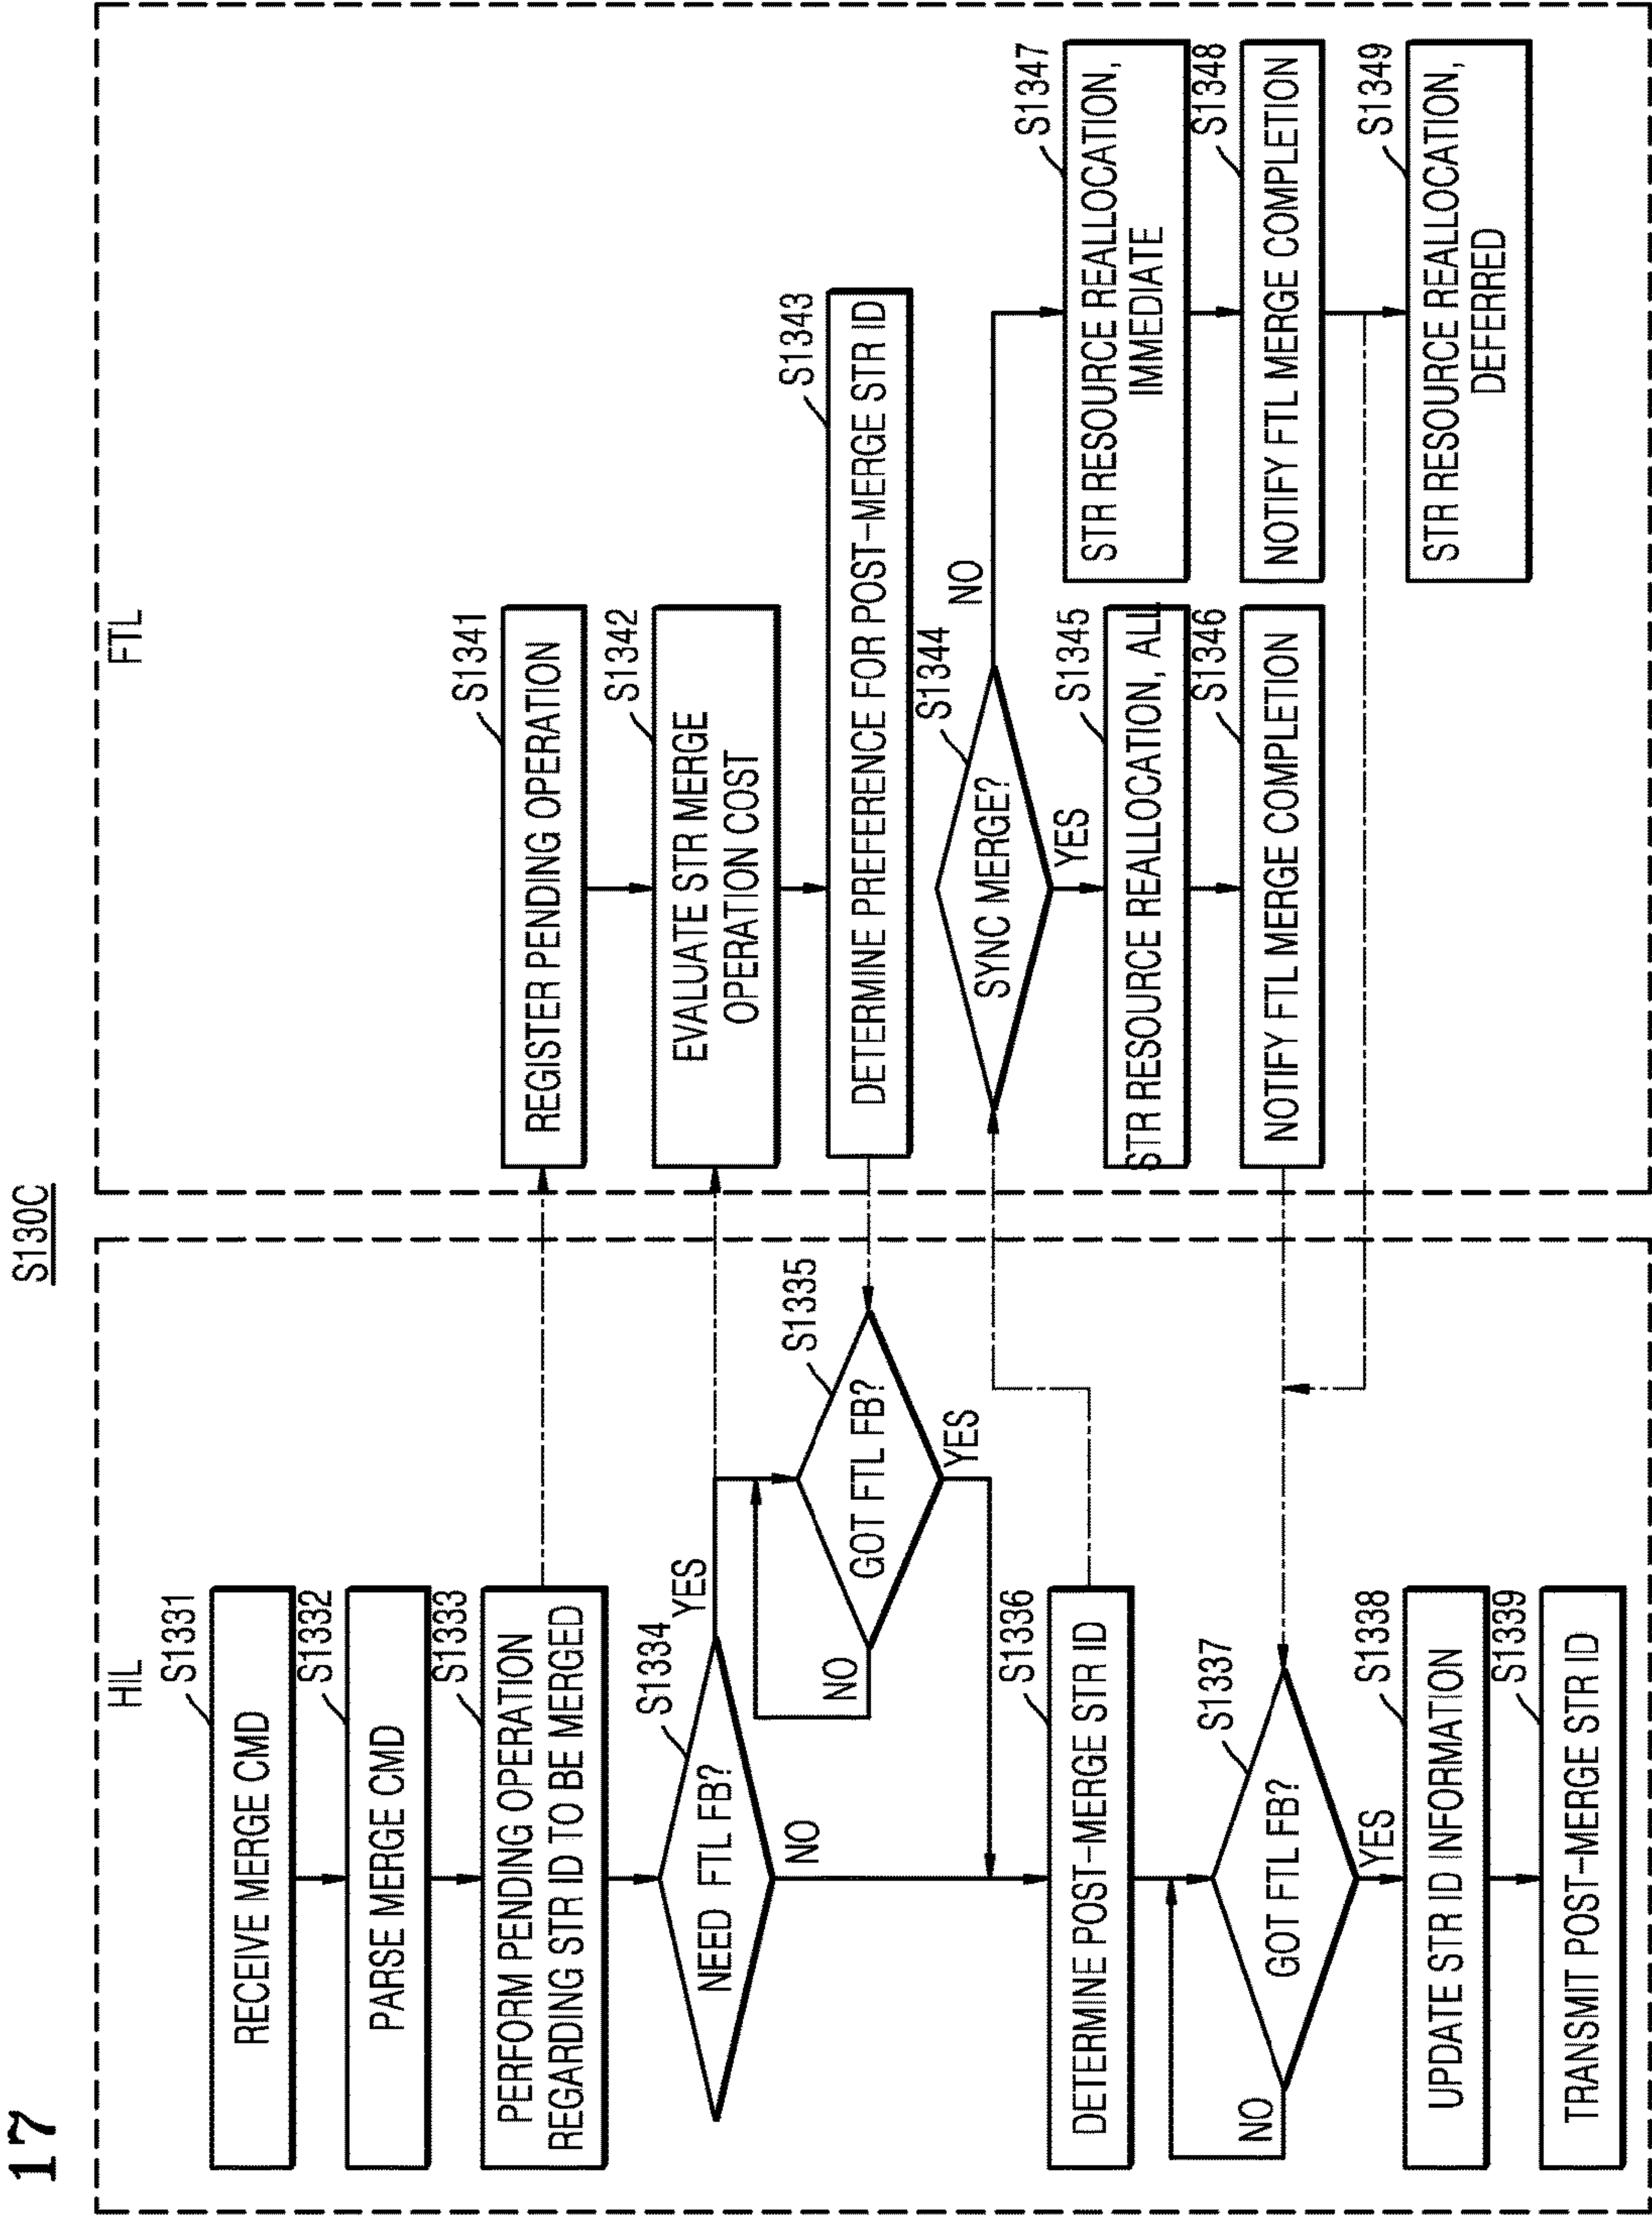 17
S130C
HIL
S1331
RECEIVE MERGE CMD
S1332
PARSE MERGE CMD
S1333
PERFORM PENDING OPERATION
REGARDING STR ID TO BE MERGED
S1334
NEED FTL FB?
YES
NO
S1335
GOT FTL FB?
NO
YES
S1336
DETERMINE POST-MERGE STR ID
S1337
GOT FTL FB?
NO
YES
S1338
UPDATE STR ID INFORMATION
S1339
TRANSMIT POST-MERGE STR ID
FTL
S1341
REGISTER PENDING OPERATION
S1342
EVALUATE STR MERGE
OPERATION COST
S1343
DETERMINE PREFERENCE FOR POST-MERGE STR ID
S1344
SYNC MERGE?
NO
YES
S1345
STR RESOURCE REALLOCATION, ALL
S1346
NOTIFY FTL MERGE COMPLETION
S1347
STR RESOURCE REALLOCATION,
IMMEDIATE
S1348
NOTIFY FTL MERGE COMPLETION
S1349
STR RESOURCE REALLOCATION,
DEFERRED